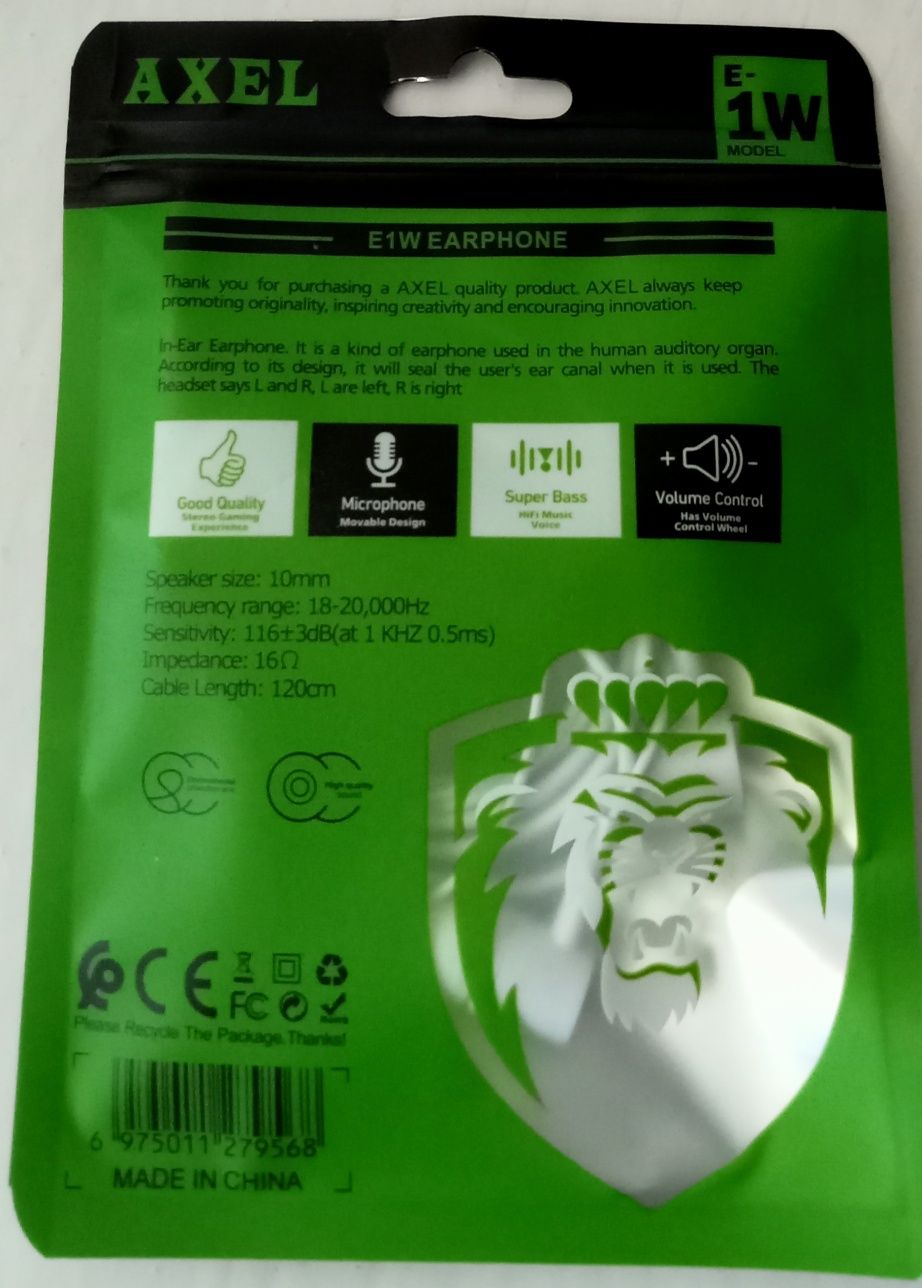 AXEL
E-
1W
MODEL
E1W EARPHONE
Thank you for purchasing a AXEL quality product. AXEL always keep
promoting originality, inspiring creativity and encouraging innovation.
In-Ear Earphone. It is a kind of earphone used in the human auditory organ.
According to its design, it will seal the user's ear canal when it is used. The
headset says L and R, L are left, R is right
Good Quality
Stereo Gaming
Experience
Microphone
Movable Design
Super Bass
HiFi Music
Voice
+ -
Volume Control
Has Volume
Control Wheel
Speaker size: 10mm
Frequency range: 18-20,000Hz
Sensitivity: 116±3dB(at 1 KHZ 0.5ms)
Impedance: 16Ω
Cable Length: 120cm
Environmental
High quality
sound
CE
FC
RoHS
Please Recycle The Package.Thanks!
6 975011 279568
MADE IN CHINA